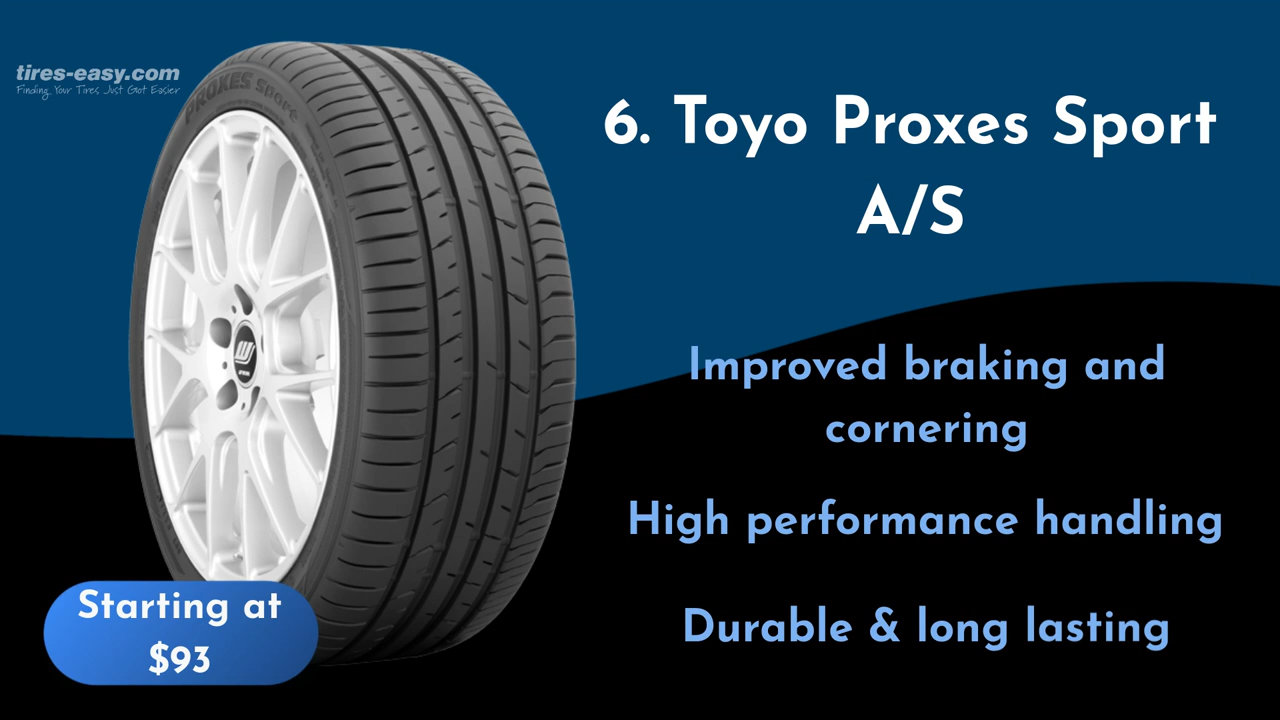 tires-easy.com
Finding Your Tires Just Got Easier
PROXES Sport
6. Toyo Proxes Sport
A/S
Improved braking and
cornering
High performance handling
Durable & long lasting
Starting at
$93